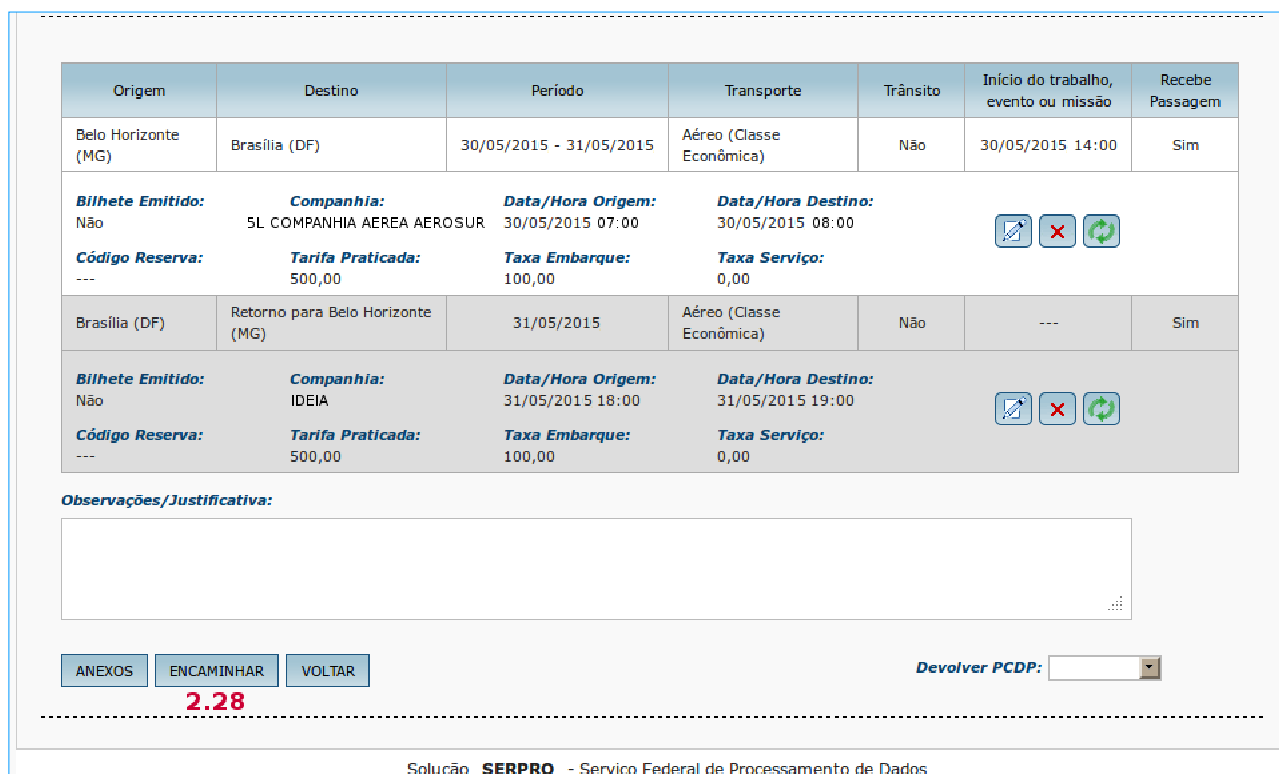 Origem Destino Período Transporte Trânsito Início do trabalho, evento ou missão Recebe Passagem
Belo Horizonte (MG) Brasília (DF) 30/05/2015 - 31/05/2015 Aéreo (Classe Econômica) Não 30/05/2015 14:00 Sim
Bilhete Emitido: Companhia: Data/Hora Origem: Data/Hora Destino:
Não 5L COMPANHIA AEREA AEROSUR 30/05/2015 07:00 30/05/2015 08:00
Código Reserva: Tarifa Praticada: Taxa Embarque: Taxa Serviço:
--- 500,00 100,00 0,00
Brasília (DF) Retorno para Belo Horizonte (MG) 31/05/2015 Aéreo (Classe Econômica) Não --- Sim
Bilhete Emitido: Companhia: Data/Hora Origem: Data/Hora Destino:
Não IDEIA 31/05/2015 18:00 31/05/2015 19:00
Código Reserva: Tarifa Praticada: Taxa Embarque: Taxa Serviço:
--- 500,00 100,00 0,00
Observações/Justificativa:
ANEXOS ENCAMINHAR VOLTAR Devolver PCDP:
2.28
Solução SERPRO - Serviço Federal de Processamento de Dados